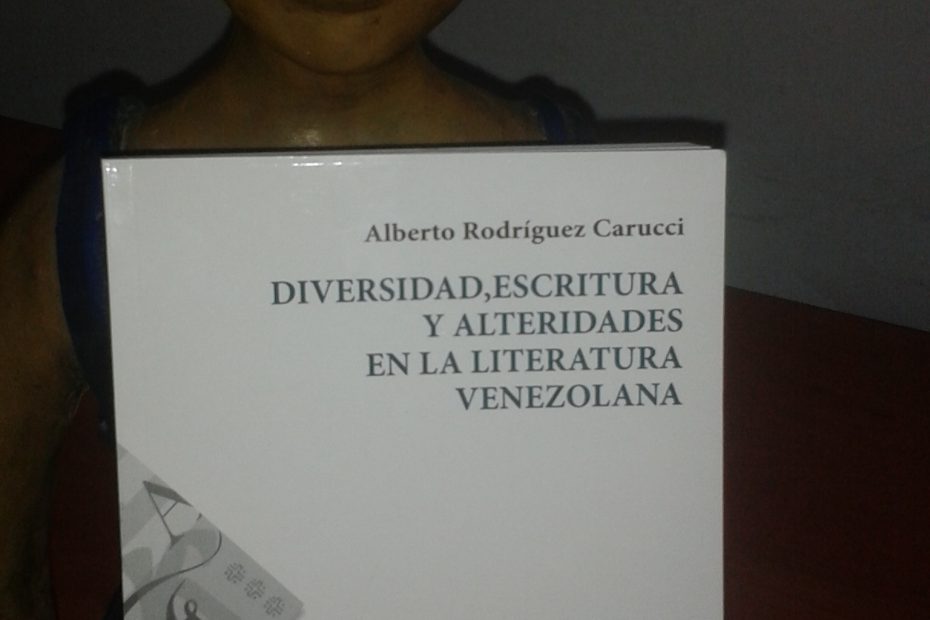 Alberto Rodríguez Carucci
DIVERSIDAD,ESCRITURA
Y ALTERIDADES
EN LA LITERATURA
VENEZOLANA
A
&